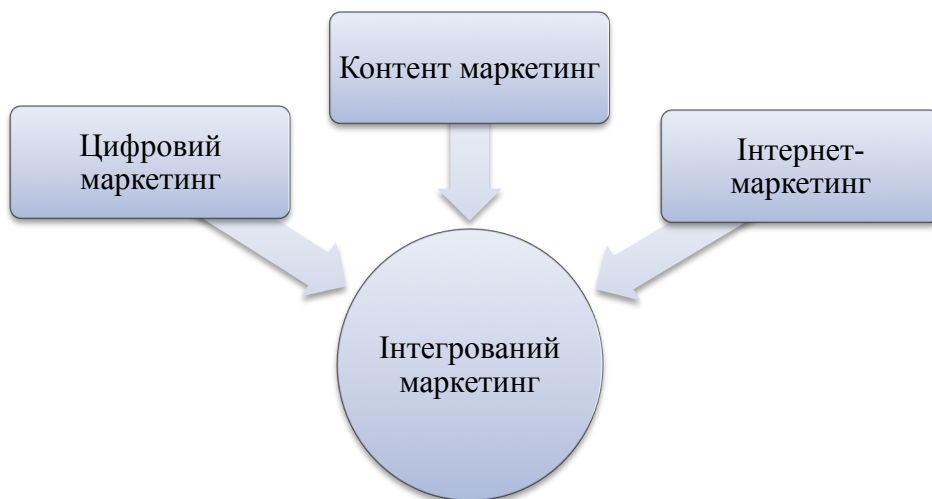 Контент маркетинг
Цифровий
маркетинг
Інтернет-
маркетинг
Інтегрований
маркетинг